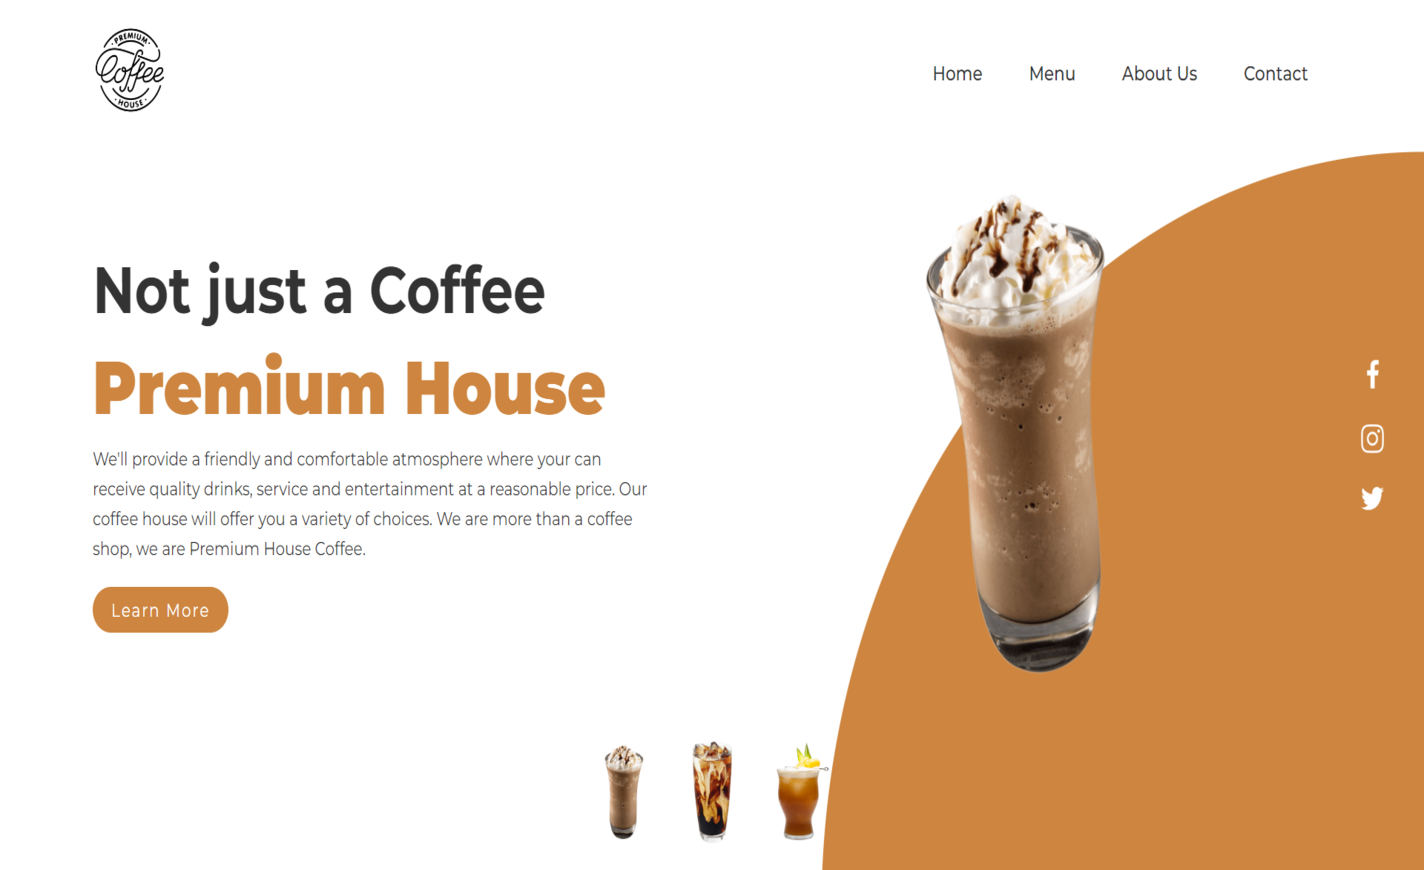 PREMIUM
Coffee
HOUSE
Home
Menu
About Us
Contact
Not just a Coffee
Premium House
We'll provide a friendly and comfortable atmosphere where your can
receive quality drinks, service and entertainment at a reasonable price. Our
coffee house will offer you a variety of choices. We are more than a coffee
shop, we are Premium House Coffee.
Learn More